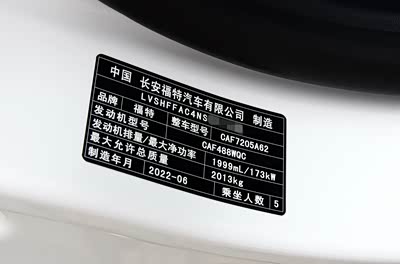 中国 长安福特汽车有限公司 制造
LVSHFFAC4NS
品牌 福特 整车型号 CAF7205A62
发动机型号 CAF488WQC
发动机排量/最大净功率 1999mL/173kW
最大允许总质量 2013kg
制造年月 2022-06 乘坐人数 5